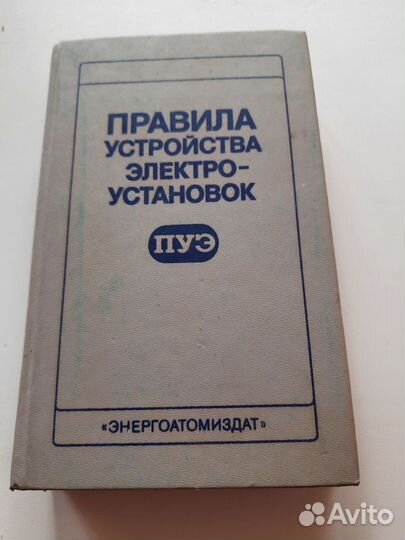 ПРАВИЛА
УСТРОЙСТВА
ЭЛЕКТРО-
УСТАНОВОК
ПУЭ
«ЭНЕРГОАТОМИЗДАТ»
Avito